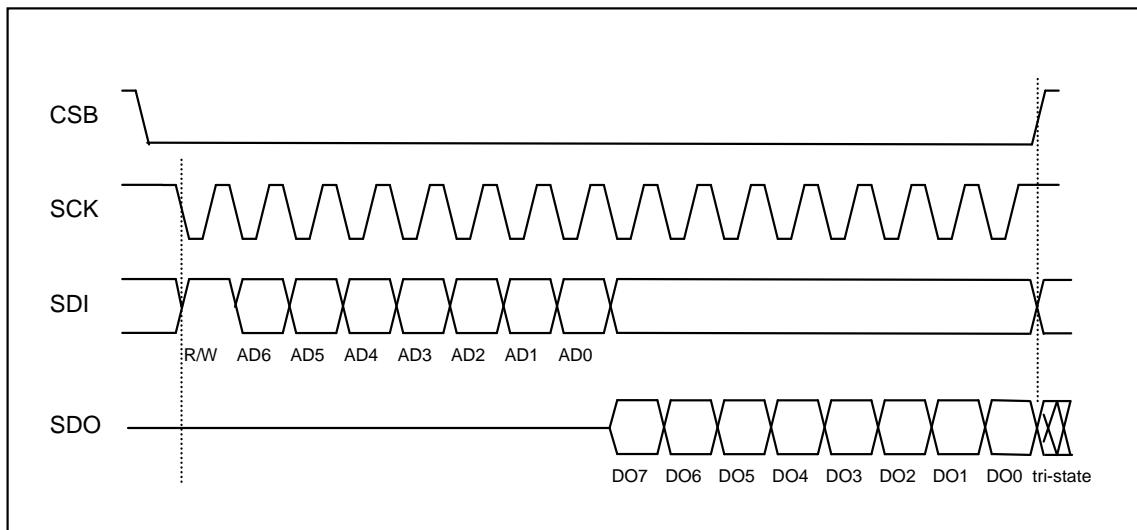 CSB
SCK
SDI
R/W AD6 AD5 AD4 AD3 AD2 AD1 AD0
SDO
DO7 DO6 DO5 DO4 DO3 DO2 DO1 DO0 tri-state